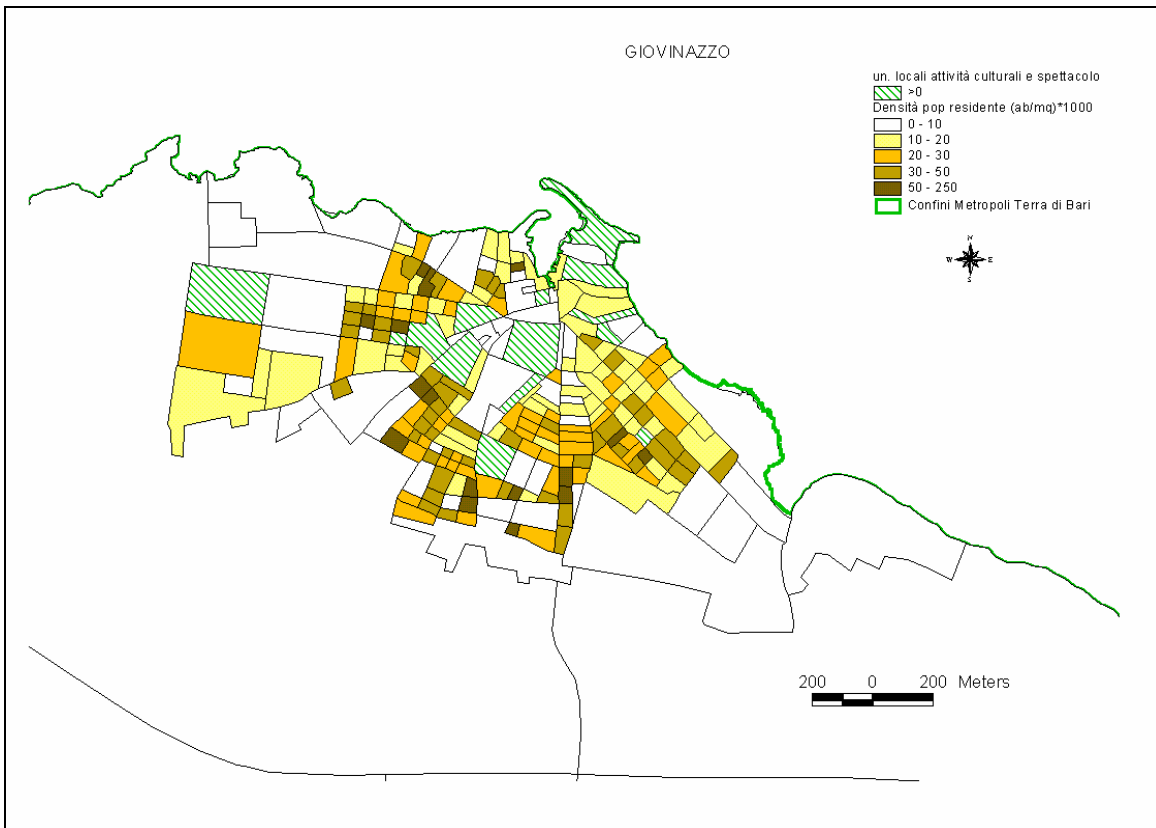 GIOVINAZZO
un. locali attività culturali e spettacolo
>0
Densità pop residente (ab/mq)*1000
0 - 10
10 - 20
20 - 30
30 - 50
50 - 250
Confini Metropoli Terra di Bari
N
W E
S
200 0 200 Meters